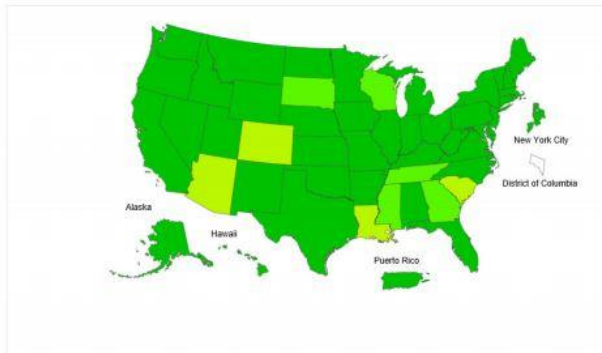 New York City
District of Columbia
Alaska
Hawaii
Puerto Rico